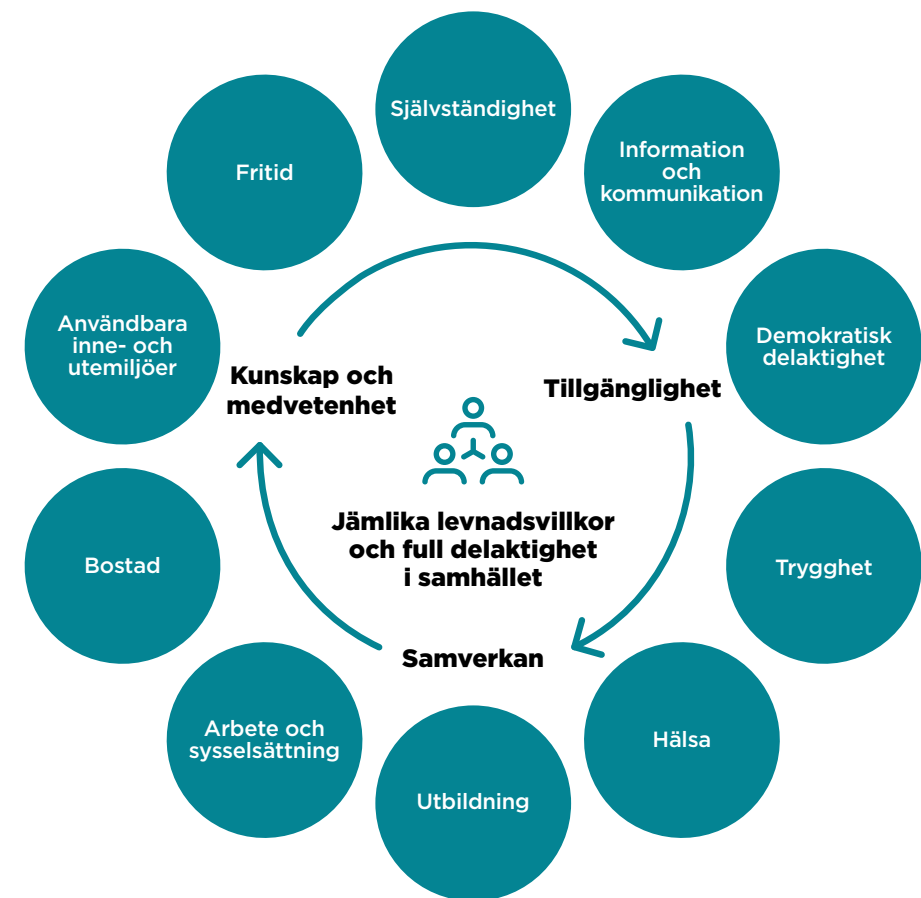 Självständighet
Information
och
kommunikation
Demokratisk
delaktighet
Trygghet
Hälsa
Utbildning
Arbete och
sysselsättning
Bostad
Användbara
inne- och
utemiljöer
Fritid
Kunskap och
medvetenhet
Tillgänglighet
Samverkan
Jämlika levnadsvillkor
och full delaktighet
i samhället